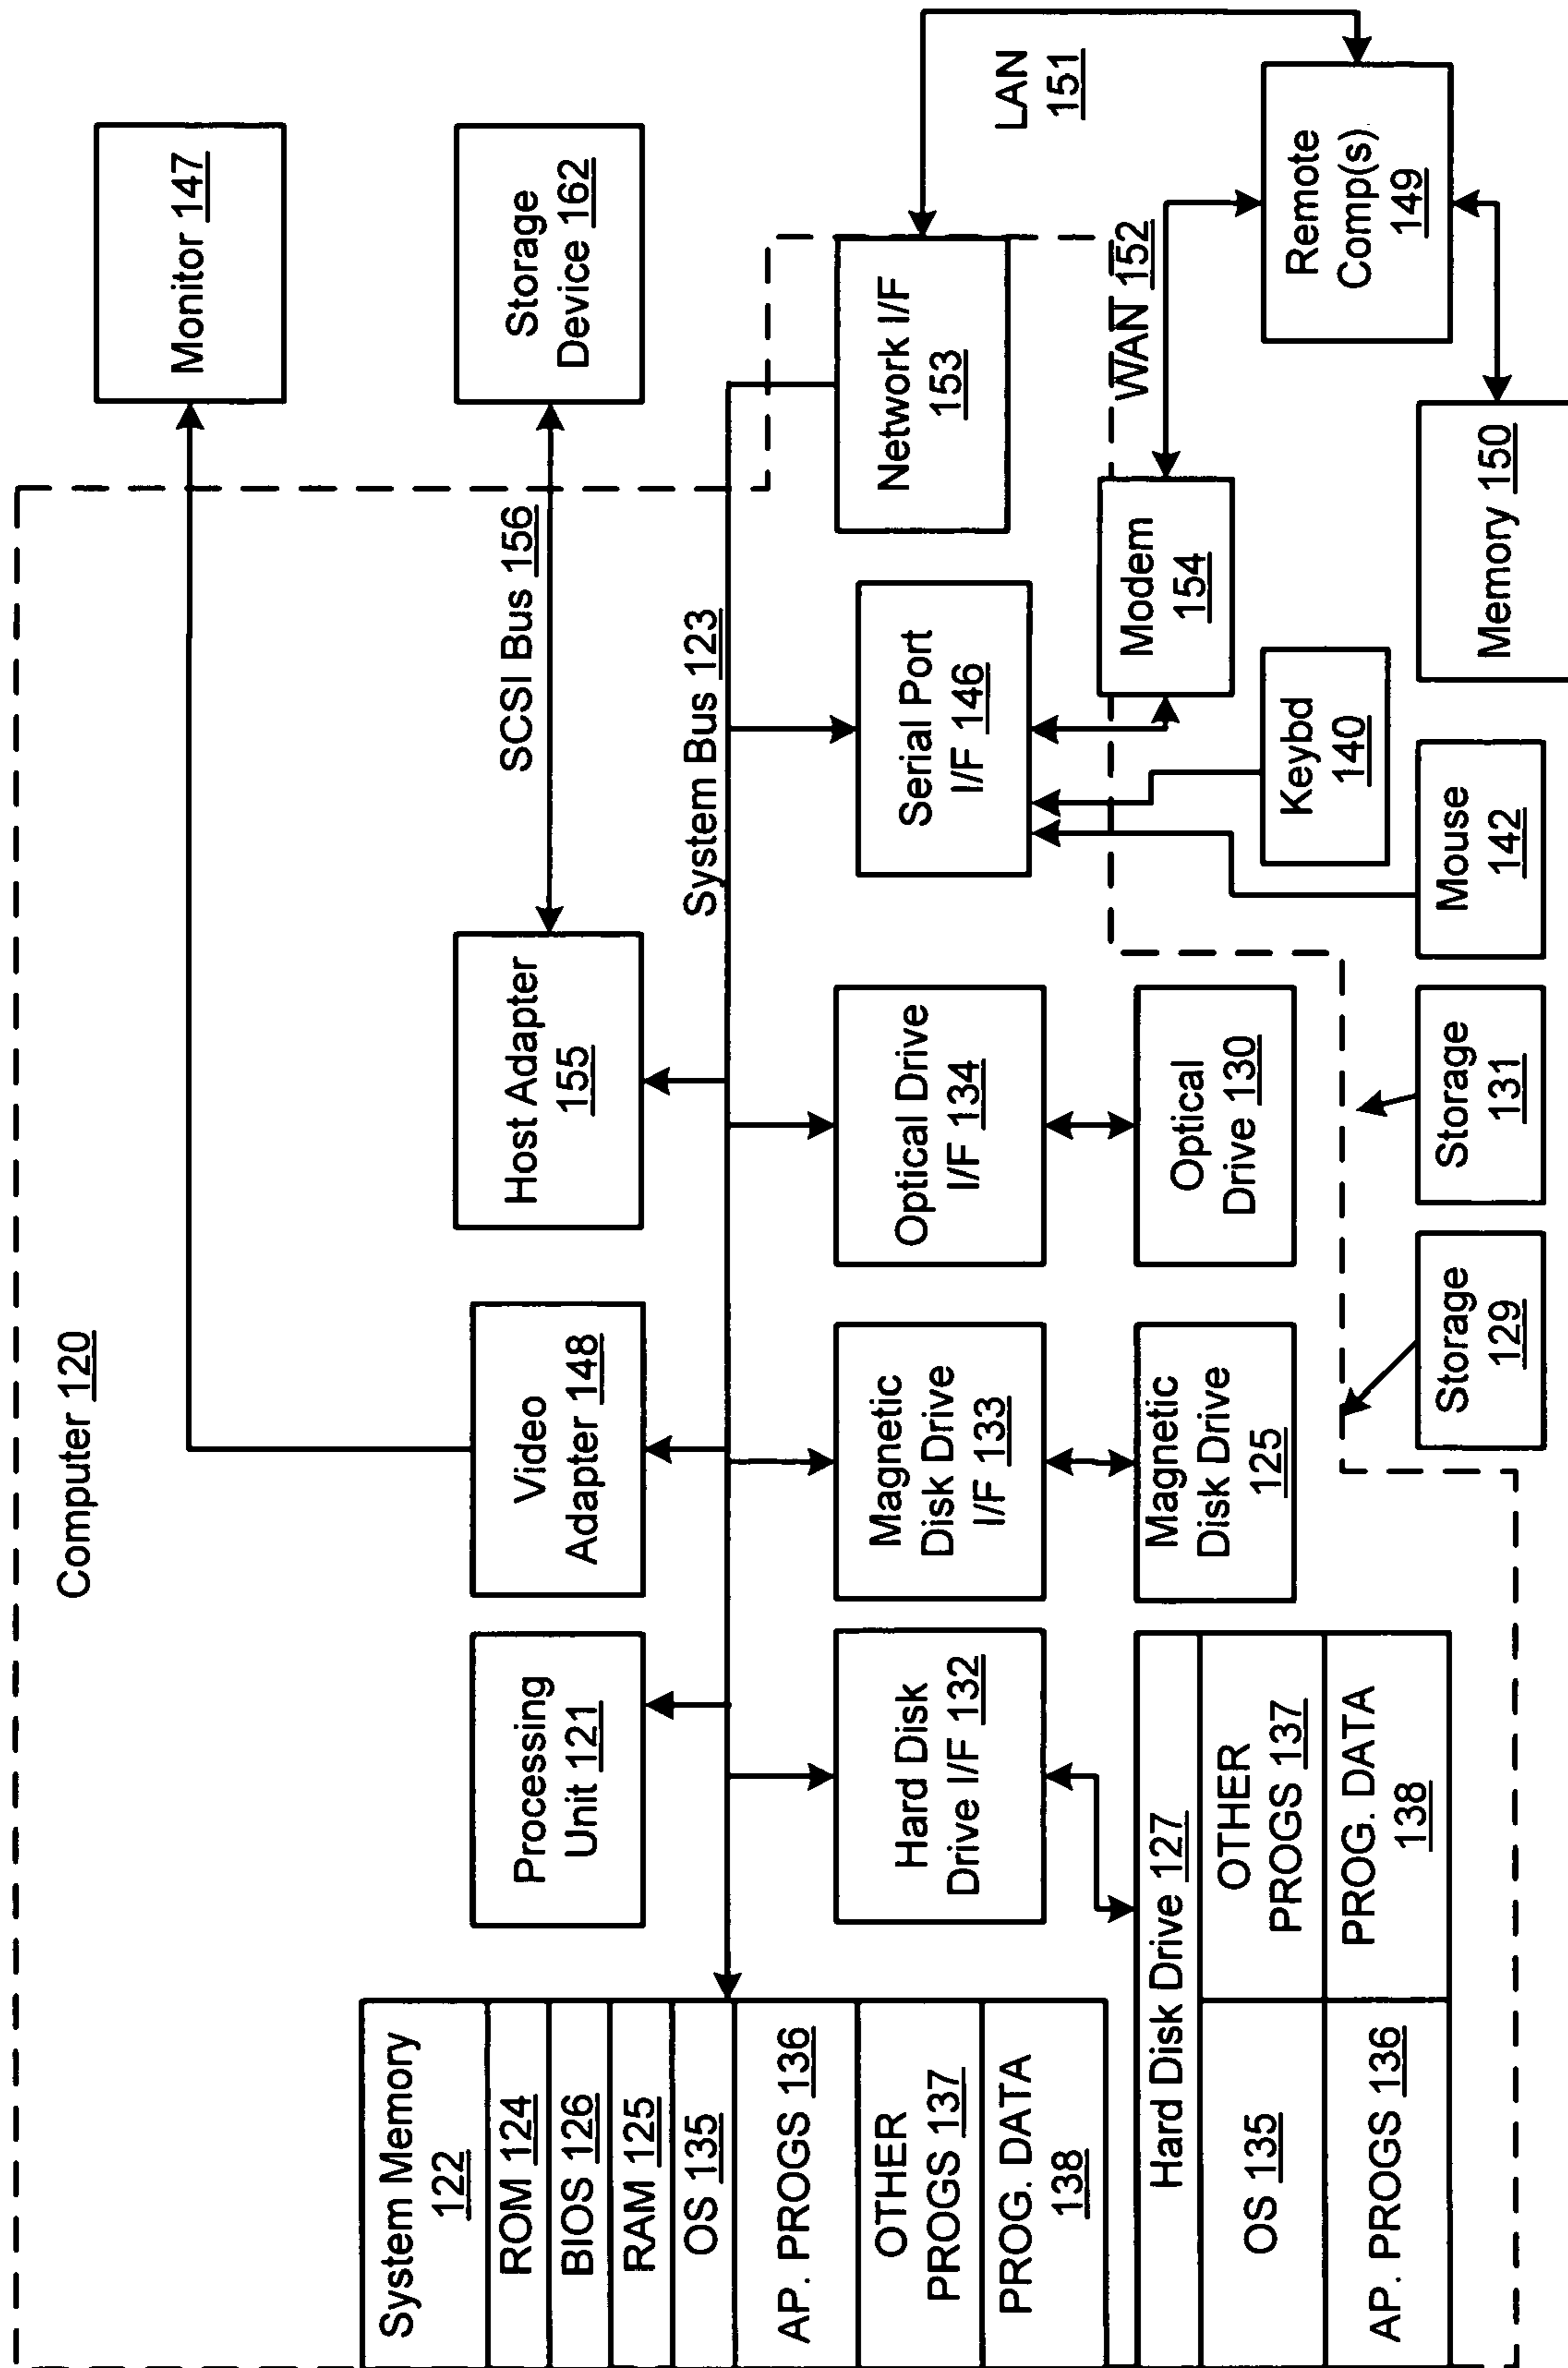 Computer 120
Monitor 147
System Memory
122
ROM 124
BIOS 126
RAM 125
OS 135
AP. PROGS 136
OTHER
PROGS 137
PROG. DATA
138
Processing
Unit 121
Video
Adapter 148
Host Adapter
155
SCSI Bus 156
Storage
Device 162
System Bus 123
Hard Disk
Drive I/F 132
Magnetic
Disk Drive
I/F 133
Optical Drive
I/F 134
Serial Port
I/F 146
Network I/F
153
LAN
151
Hard Disk Drive 127
OS 135
OTHER
PROGS 137
AP. PROGS 136
PROG. DATA
138
Magnetic
Disk Drive
125
Optical
Drive 130
Modem
154
WAN 152
Keybd
140
Remote
Comp(s)
149
Storage
129
Storage
131
Mouse
142
Memory 150